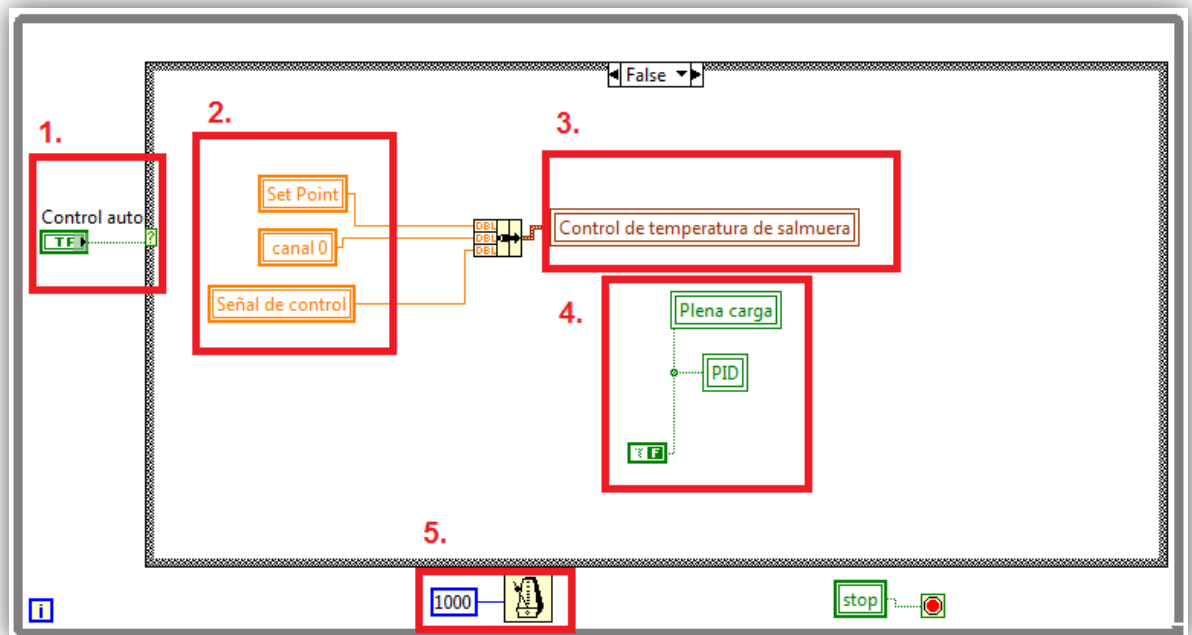 False
1.
2.
3.
Control auto
TF
?
Set Point
canal 0
Señal de control
DBL
DBL
DBL
Control de temperatura de salmuera
4.
Plena carga
PID
F
5.
1000
i
stop